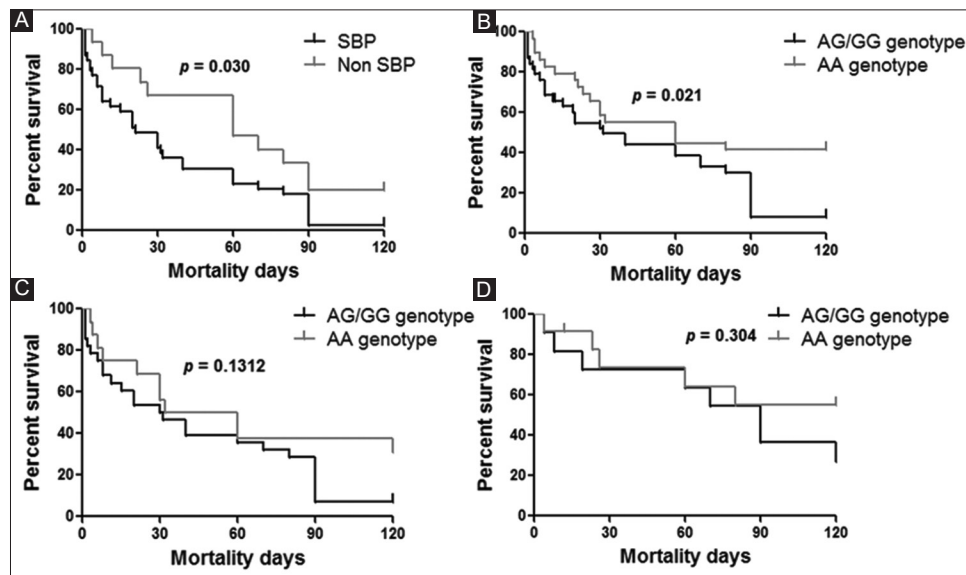 A
100
80
60
40
20
0
Percent survival
SBP
Non SBP
p = 0.030
0 30 60 90 120
Mortality days
B
100
80
60
40
20
0
Percent survival
AG/GG genotype
AA genotype
p = 0.021
0 30 60 90 120
Mortality days
C
100
80
60
40
20
0
Percent survival
AG/GG genotype
AA genotype
p = 0.1312
0 30 60 90 120
Mortality days
D
100
80
60
40
20
0
Percent survival
AG/GG genotype
AA genotype
p = 0.304
0 30 60 90 120
Mortality days